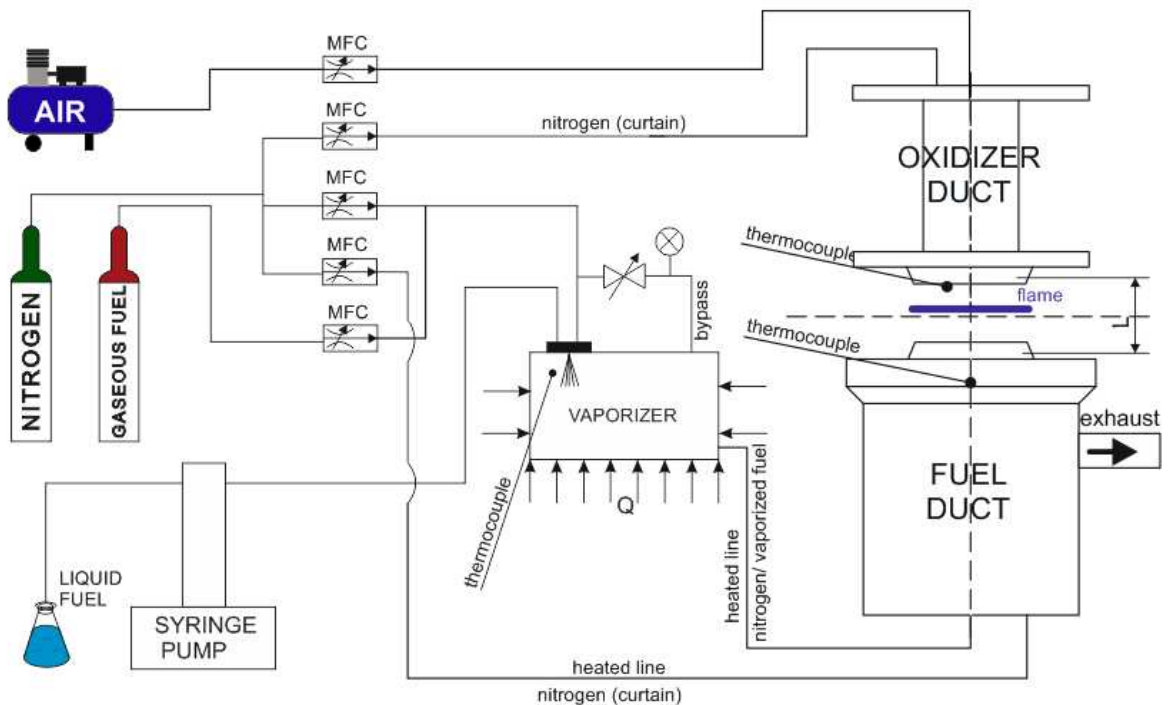 MFC
AIR
MFC
nitrogen (curtain)
OXIDIZER
DUCT
MFC
thermocouple
MFC
flame
L
NITROGEN
GASEOUS FUEL
MFC
bypass
thermocouple
VAPORIZER
exhaust
Q
FUEL
DUCT
thermocouple
heated line
nitrogen/ vaporized fuel
LIQUID
FUEL
SYRINGE
PUMP
heated line
nitrogen (curtain)